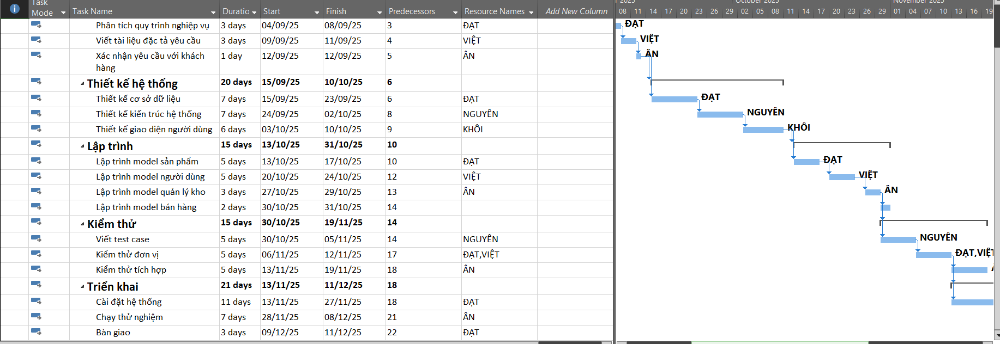 Task Mode Task Name Duratio Start Finish Predecessors Resource Names Add New Column
Phân tích quy trình nghiệp vụ 3 days 04/09/25 08/09/25 3 ĐẠT
Viết tài liệu đặc tả yêu cầu 3 days 09/09/25 11/09/25 4 VIỆT
Xác nhận yêu cầu với khách hàng 1 day 12/09/25 12/09/25 5 ÂN
Thiết kế hệ thống 20 days 15/09/25 10/10/25 6
Thiết kế cơ sở dữ liệu 7 days 15/09/25 23/09/25 6 ĐẠT
Thiết kế kiến trúc hệ thống 7 days 24/09/25 02/10/25 8 NGUYÊN
Thiết kế giao diện người dùng 6 days 03/10/25 10/10/25 9 KHÔI
Lập trình 15 days 13/10/25 31/10/25 10
Lập trình model sản phẩm 5 days 13/10/25 17/10/25 10 ĐẠT
Lập trình model người dùng 5 days 20/10/25 24/10/25 12 VIỆT
Lập trình model quản lý kho 3 days 27/10/25 29/10/25 13 ÂN
Lập trình model bán hàng 2 days 30/10/25 31/10/25 14
Kiểm thử 15 days 30/10/25 19/11/25 14
Viết test case 5 days 30/10/25 05/11/25 14 NGUYÊN
Kiểm thử đơn vị 5 days 06/11/25 12/11/25 17 ĐẠT,VIỆT
Kiểm thử tích hợp 5 days 13/11/25 19/11/25 18 ÂN
Triển khai 21 days 13/11/25 11/12/25 18
Cài đặt hệ thống 11 days 13/11/25 27/11/25 18 ĐẠT
Chạy thử nghiệm 7 days 28/11/25 08/12/25 21 ÂN
Bàn giao 3 days 09/12/25 11/12/25 22 ĐẠT
2025 October 2025 November 2025
08 11 14 17 20 23 26 29 02 05 08 11 14 17 20 23 26 29 01 04 07 10 13 16 19
ĐẠT
VIỆT
ÂN
ĐẠT
NGUYÊN
KHÔI
ĐẠT
VIỆT
ÂN
NGUYÊN
ĐẠT,VIỆT